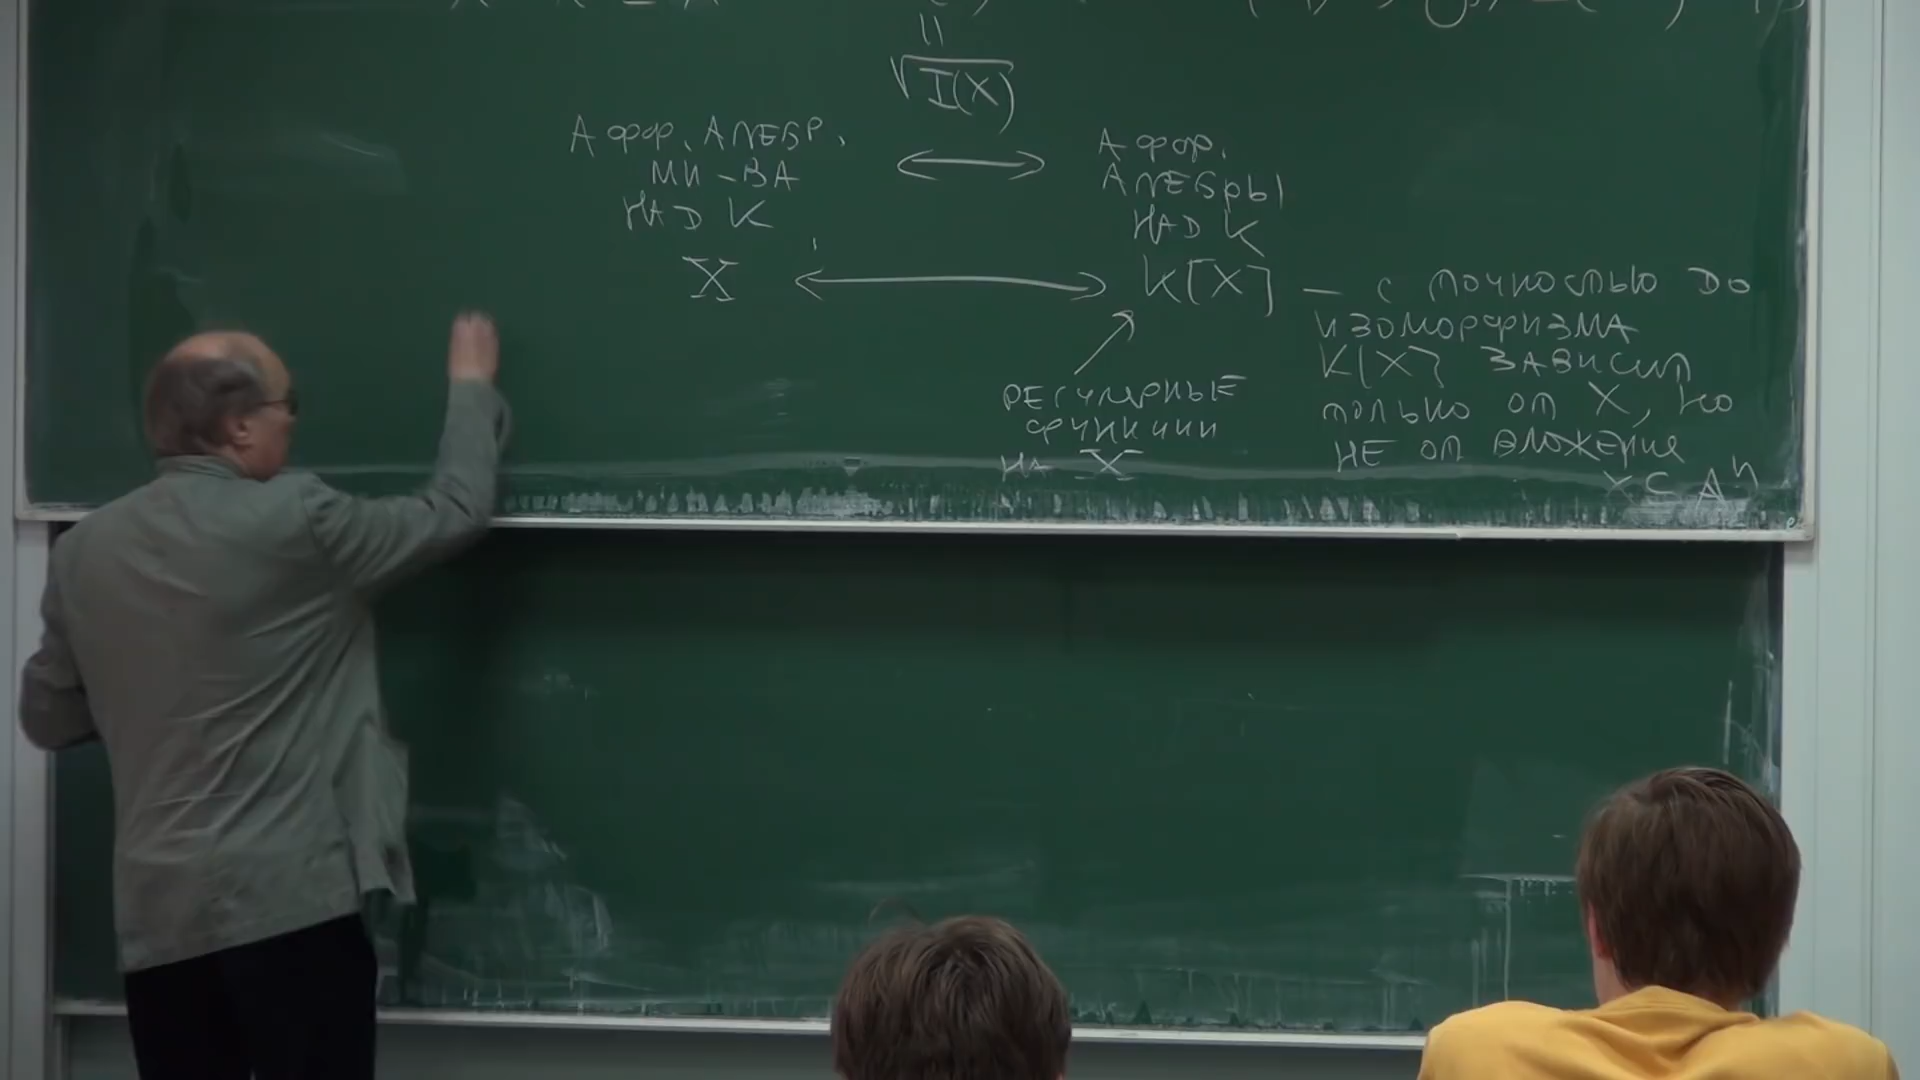 ||
√I(X)
Афф. АЛГЕБР.
МН-ВА
НАД K
⟷
Афф.
АЛГЕБРЫ
НАД K
X ⟷ K[X] — с точностью до
изоморфизма
K[X] зависит
только от X, но
НЕ от вложения
X ⊆ Aⁿ
РЕГУЛЯРНЫЕ
функции
на X